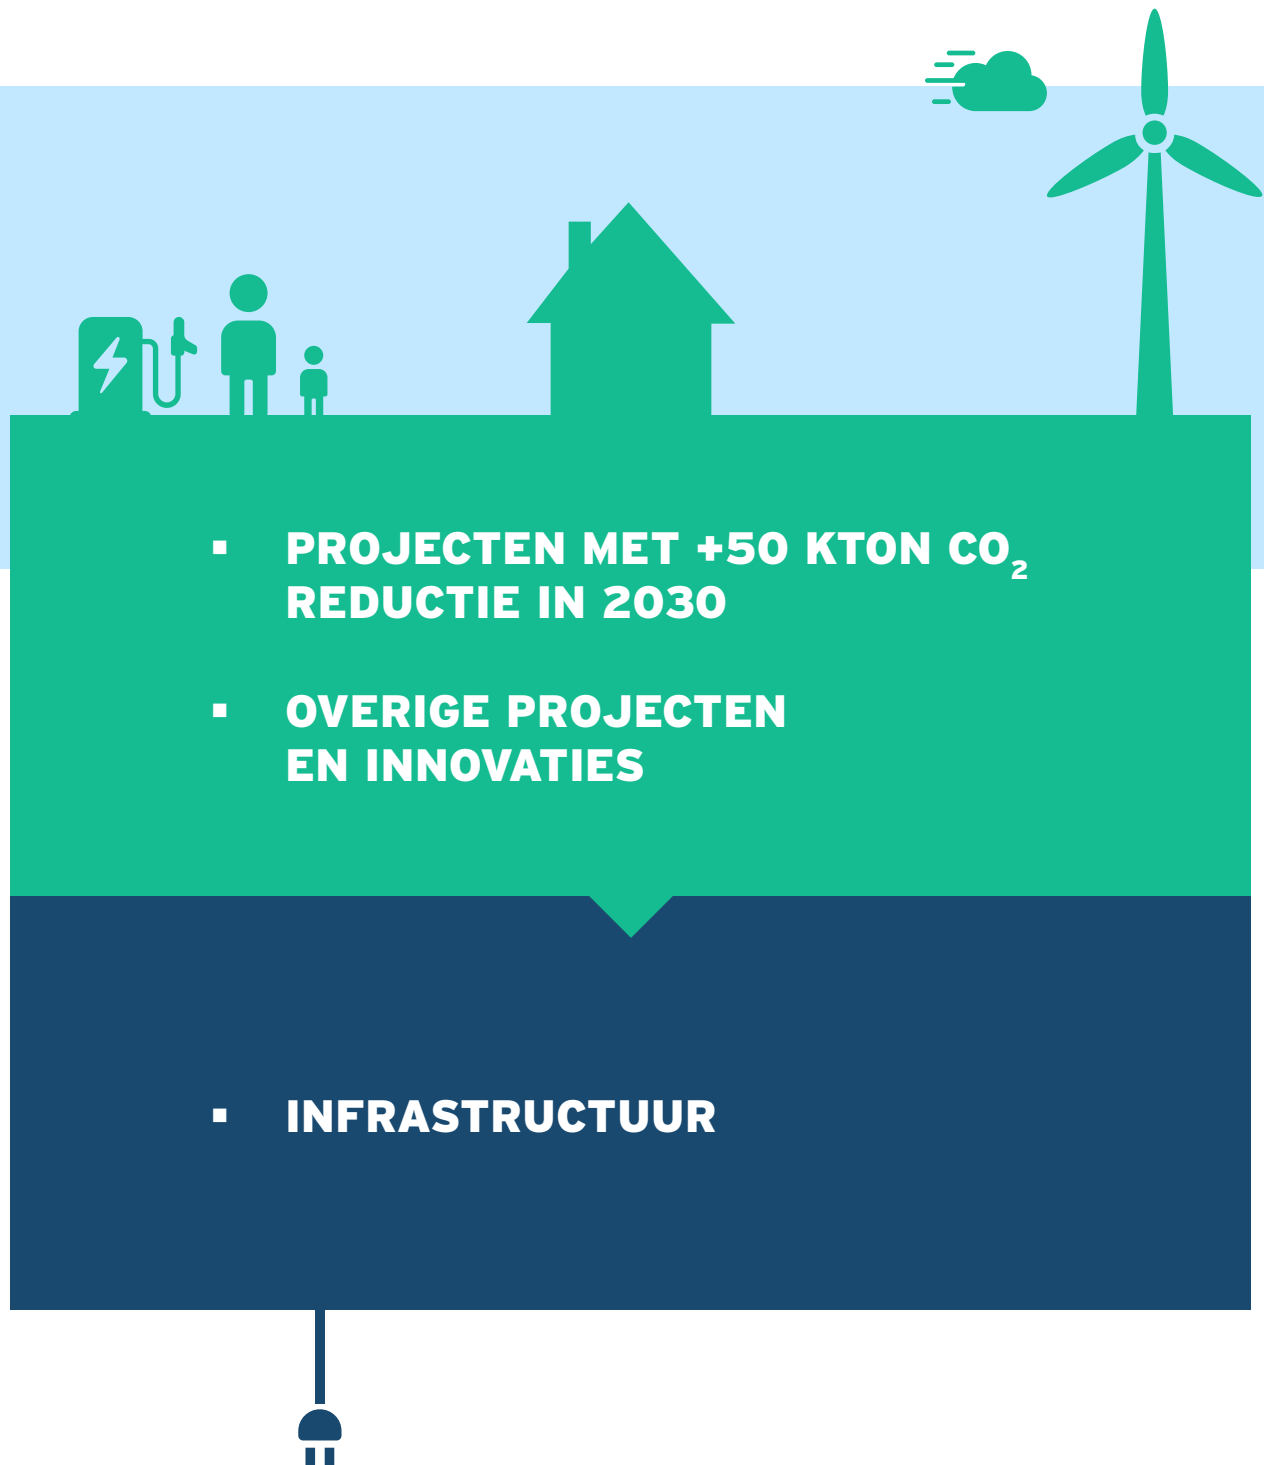 ▪ PROJECTEN MET +50 KTON CO₂
REDUCTIE IN 2030
▪ OVERIGE PROJECTEN
EN INNOVATIES
▪ INFRASTRUCTUUR